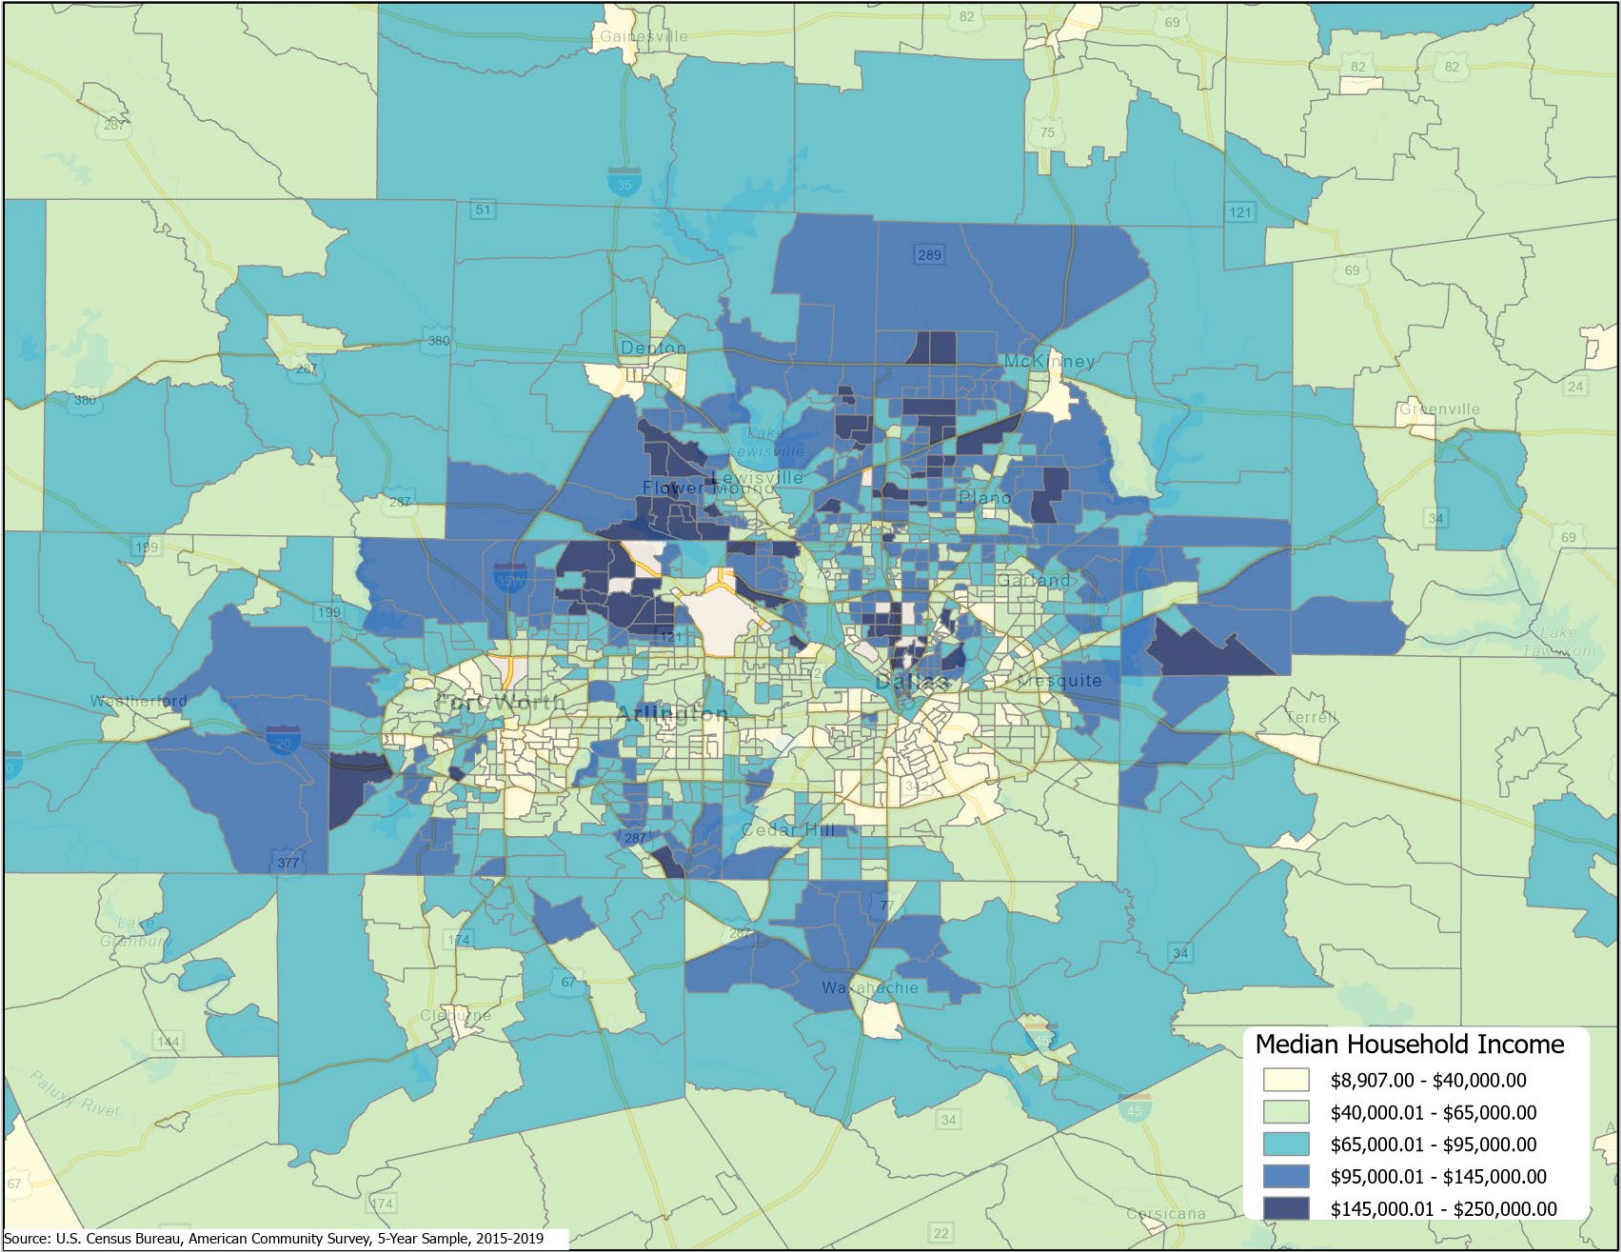 82
69
Gainesville
82
82
287
75
35
51
121
289
69
380
Denton
McKinney
287
24
380
Greenville
Lake
Lewisville
Lewisville
Flower Mound
Plano
287
34
199
69
35W
Garland
199
121
Lake
Tawakoni
Dallas
Mesquite
Weatherford
Fort Worth
Arlington
Terrell
20
342
Cedar Hill
287
377
77
Lake
Granbury
174
287
34
67
Waxahachie
Cleburne
144
45
Paluxy River
34
45
67
174
22
Corsicana
Median Household Income
$8,907.00 - $40,000.00
$40,000.01 - $65,000.00
$65,000.01 - $95,000.00
$95,000.01 - $145,000.00
$145,000.01 - $250,000.00
Source: U.S. Census Bureau, American Community Survey, 5-Year Sample, 2015-2019